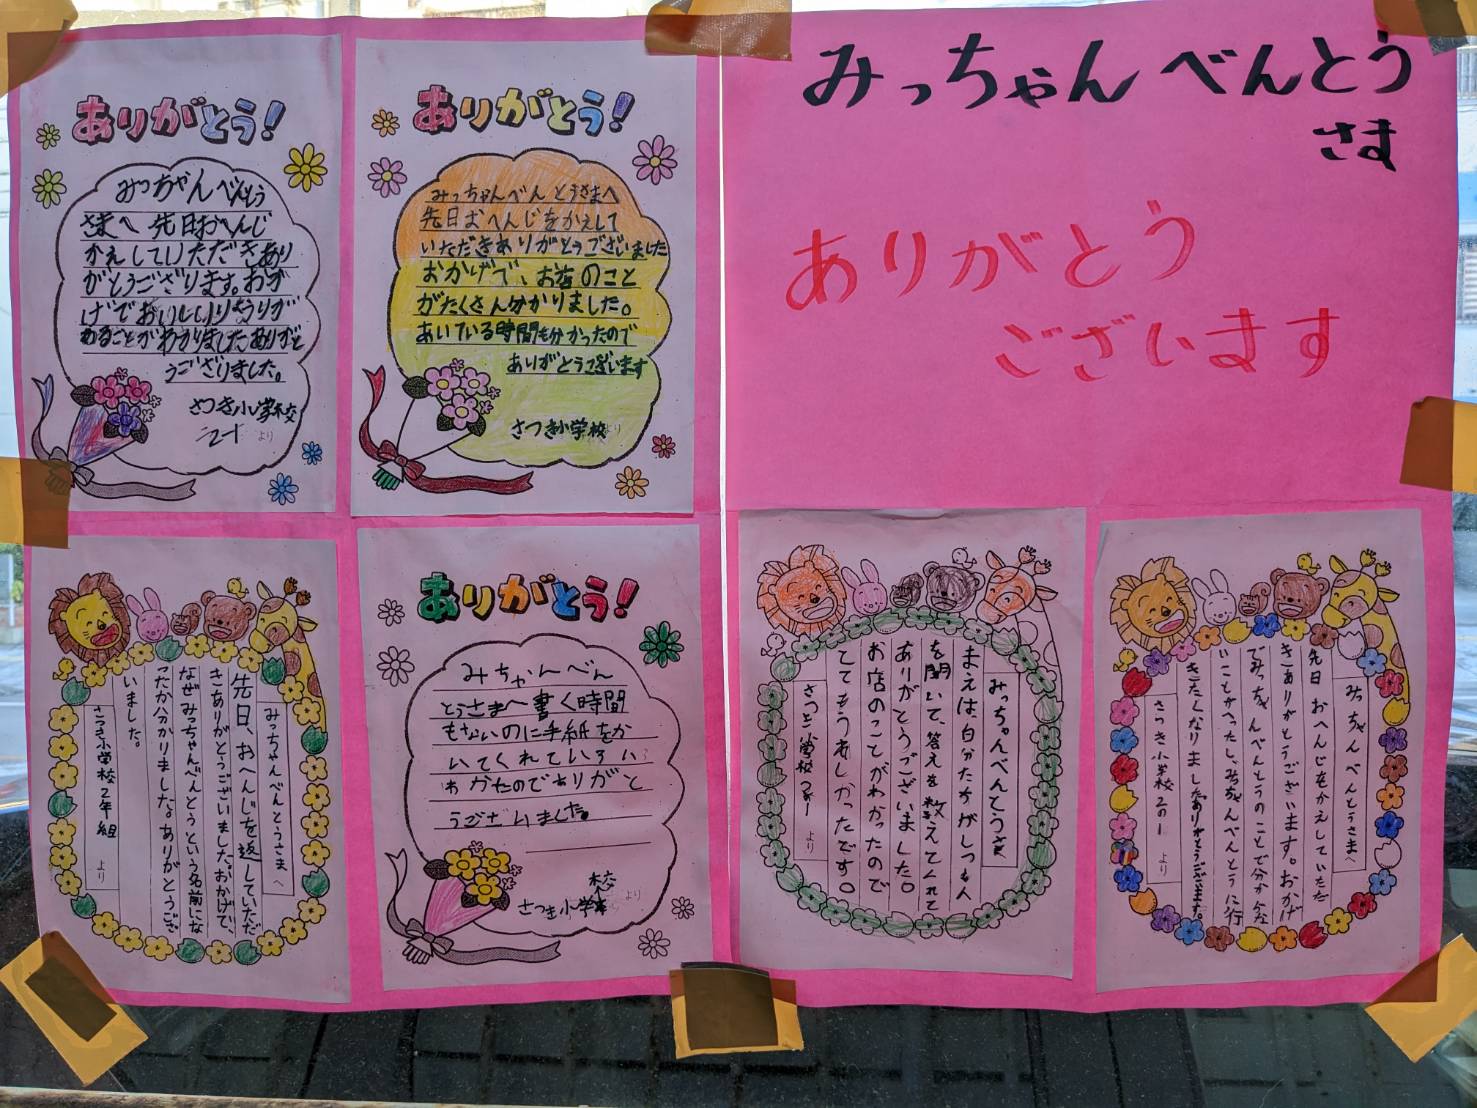 みっちゃんべんとう
さま
ありがとう
ございます
ありがとう!
みっちゃんべんとう
さまへ 先日おへんじ
かえしていただきあり
がとうござります。おか
げでおいしいりょうりが
あることがわかりましたありがと
うござりました。
さつき小学校
より
ありがとう!
みっちゃんべんとうさまへ
先日おへんじをかえして
いただきありがとうございました
おかげで、お店のこと
がたくさん分かりました。
あいている時間も分かったので
ありがとうございます
さつき小学校より
みっちゃんべんとうさまへ
先日、おへんじを返していただ
きありがとうございました。おかげで、
なぜみっちゃんべんとうという名前にな
ったか分かりました。ありがとうござ
いました。
さつき小学校2年組
より
ありがとう!
みちゃんべん
とうさまへ書く時間
もないのに手紙をか
いてくれていろい
わかたのでありがと
うございました。
さつき小学校
より
みっちゃんべんとうさま
まえは、自分たちがしつも人
を聞いて、答えを教えてくれて
ありがとうございました。
お店のことがわかったので
とてもうれしかったです。
さつき小学校
より
みっちゃんべんとうさまへ
先日おへんじをかえしていただ
きありがとうございます。おかげ
でみっちゃんべんとうのことで分か
いことがへったし、みっちゃんべんとうに行
きたくなりましたありがとうございます。
さつき小学校2の1
より